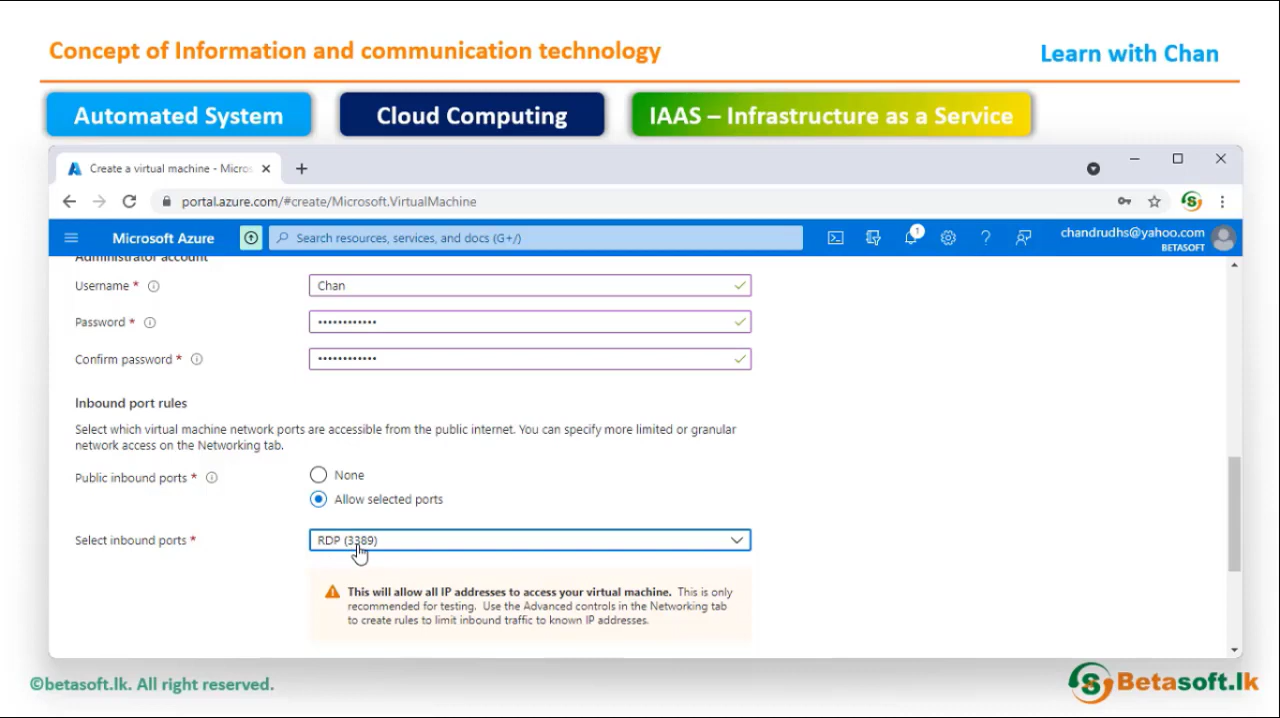 Concept of Information and communication technology
Learn with Chan
Automated System
Cloud Computing
IAAS – Infrastructure as a Service
Create a virtual machine - Micros
portal.azure.com/#create/Microsoft.VirtualMachine
Microsoft Azure
Search resources, services, and docs (G+/)
1
chandrudhs@yahoo.com
BETASOFT
Administrator account
Username *
Chan
Password *
••••••••••••
Confirm password *
••••••••••••
Inbound port rules
Select which virtual machine network ports are accessible from the public internet. You can specify more limited or granular
network access on the Networking tab.
Public inbound ports *
None
Allow selected ports
Select inbound ports *
RDP (3389)
This will allow all IP addresses to access your virtual machine. This is only
recommended for testing. Use the Advanced controls in the Networking tab
to create rules to limit inbound traffic to known IP addresses.
©betasoft.lk. All right reserved.
Betasoft.lk